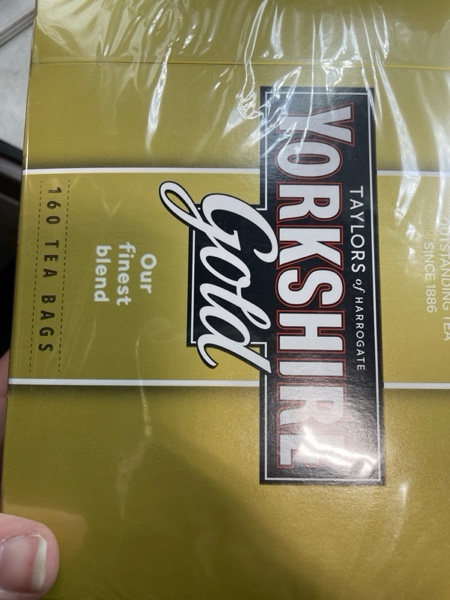 OUTSTANDING TEA
SINCE 1886
TAYLORS of HARROGATE
YORKSHIRE
Gold
Our
finest
blend
160 TEA BAGS